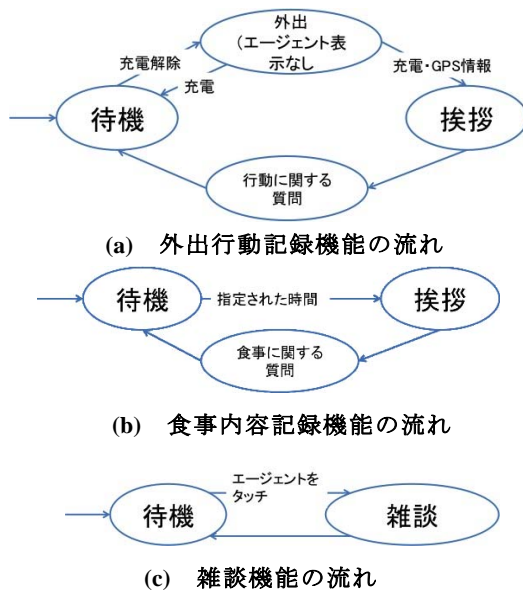 外出
（エージェント表
示なし
充電解除
充電
充電・GPS情報
待機
挨拶
行動に関する
質問
(a) 外出行動記録機能の流れ
待機
指定された時間
挨拶
食事に関する
質問
(b) 食事内容記録機能の流れ
エージェントを
タッチ
待機
雑談
(c) 雑談機能の流れ